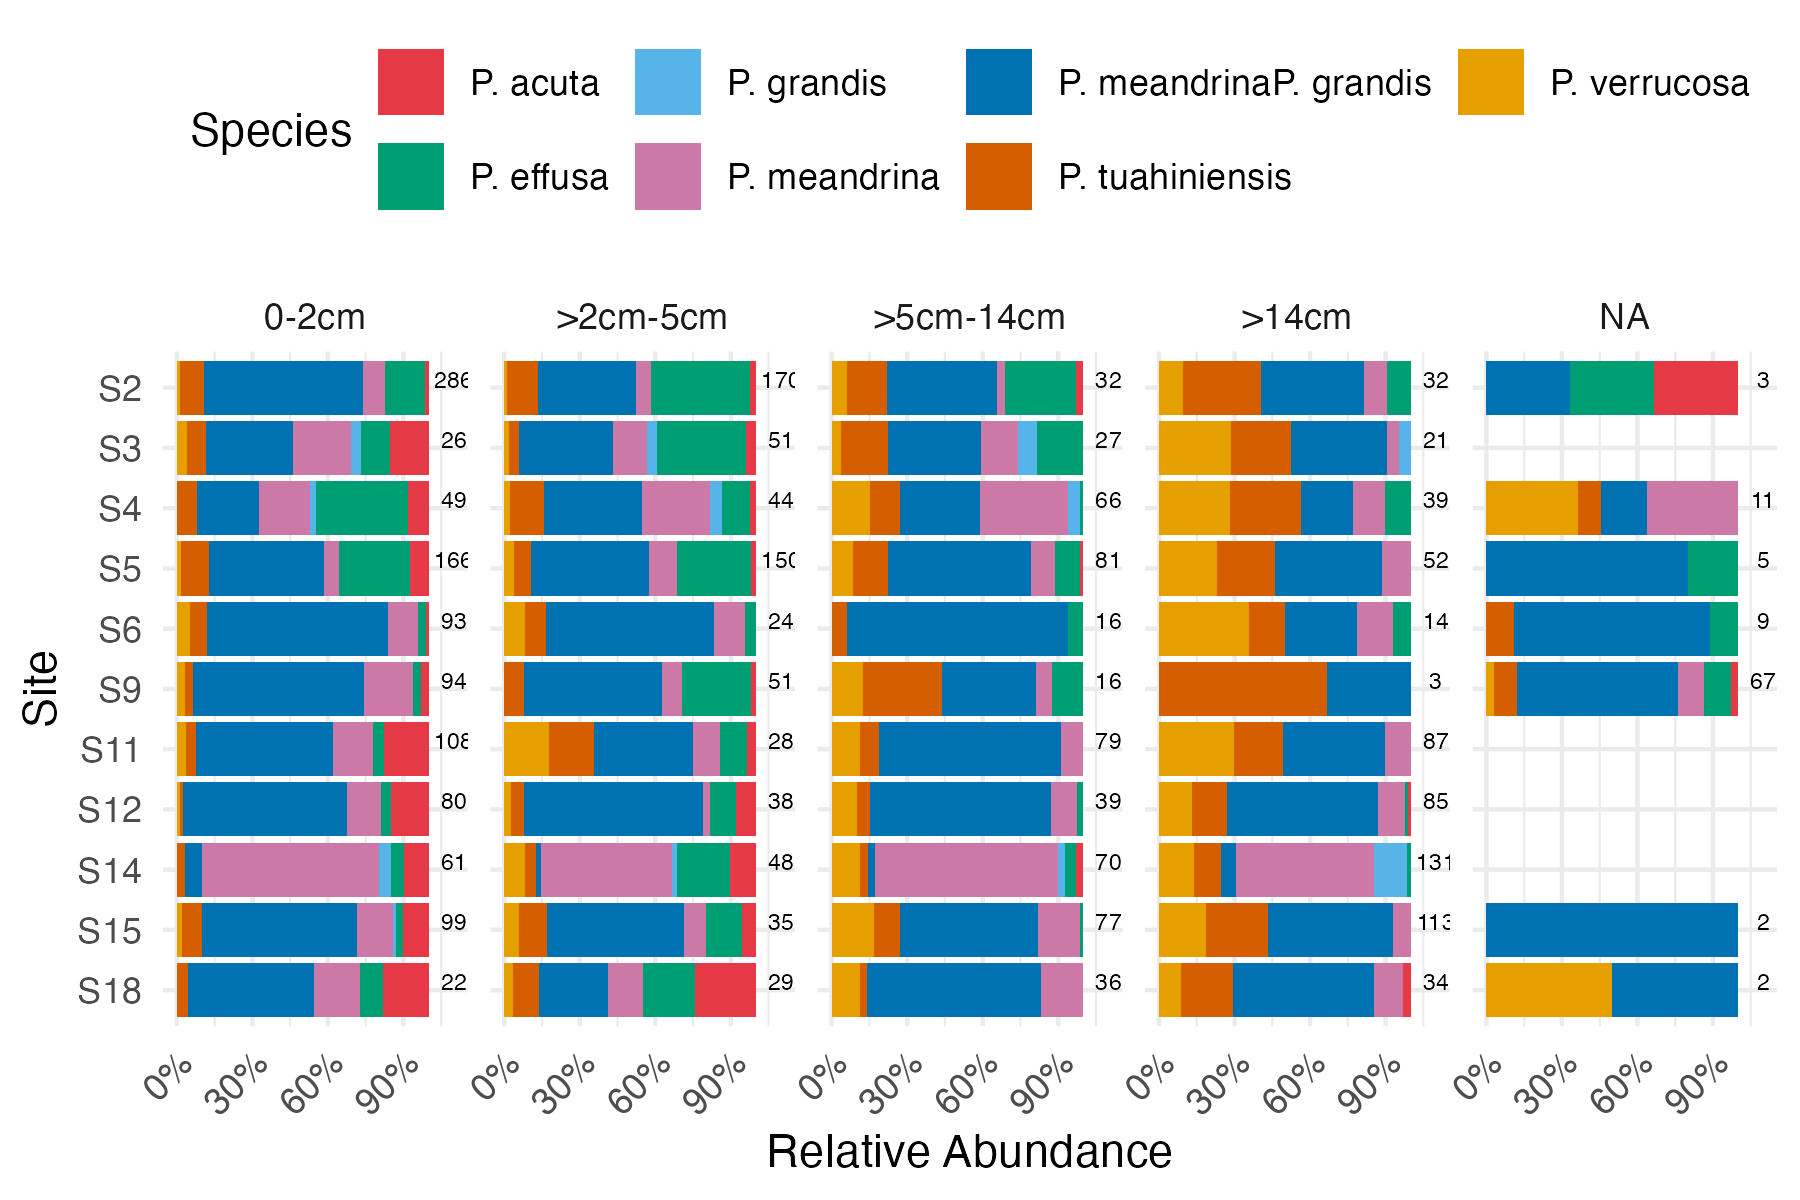 Species
P. acuta
P. grandis
P. meandrinaP. grandis
P. verrucosa
P. effusa
P. meandrina
P. tuahiniensis
0-2cm
>2cm-5cm
>5cm-14cm
>14cm
NA
S2 286 170 32 32 3
S3 26 51 27 21
S4 49 44 66 39 11
S5 166 150 81 52 5
S6 93 24 16 14 9
S9 94 51 16 3 67
S11 108 28 79 87
S12 80 38 39 85
S14 61 48 70 131
S15 99 35 77 113 2
S18 22 29 36 34 2
Site
0% 30% 60% 90% 0% 30% 60% 90% 0% 30% 60% 90% 0% 30% 60% 90% 0% 30% 60% 90%
Relative Abundance